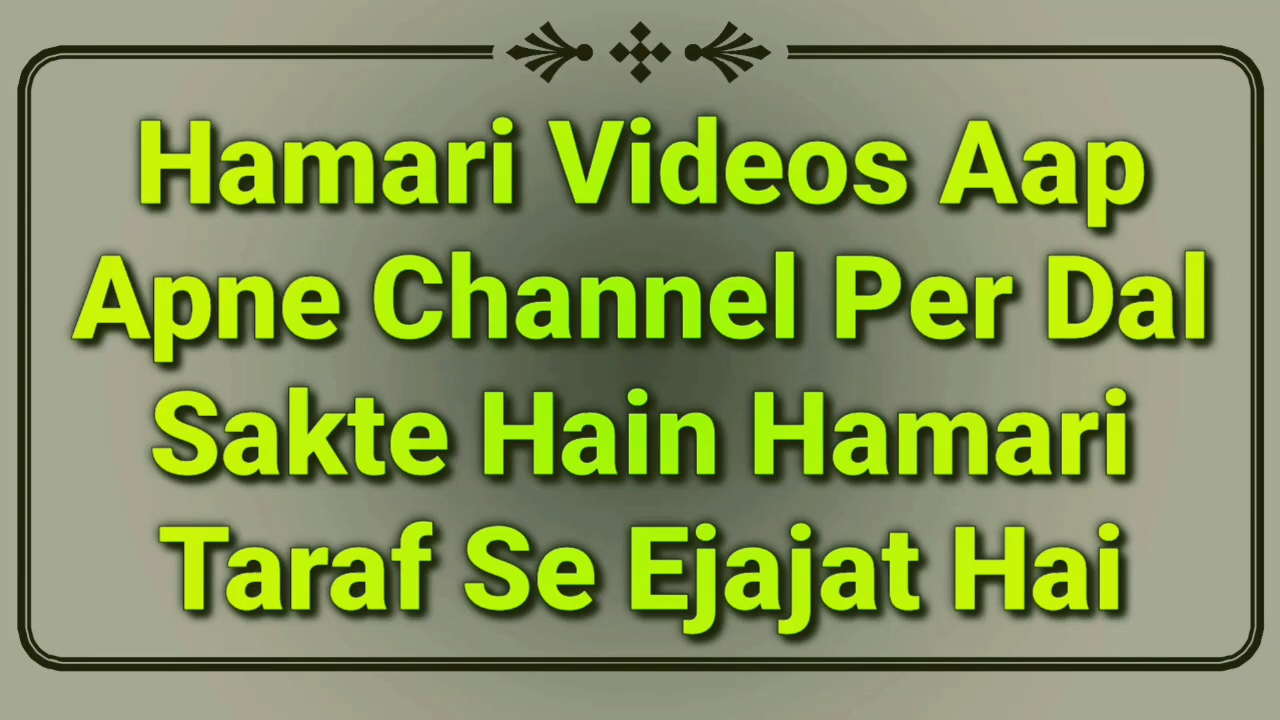 Hamari Videos Aap
Apne Channel Per Dal
Sakte Hain Hamari
Taraf Se Ejajat Hai